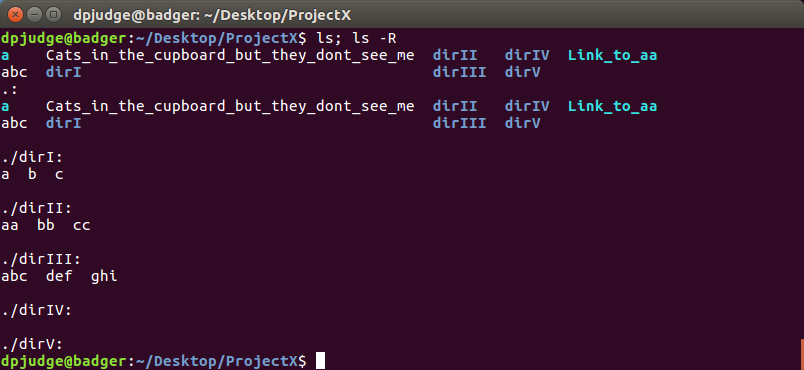 dpjudge@badger: ~/Desktop/ProjectX
dpjudge@badger:~/Desktop/ProjectX$ ls; ls -R
a    Cats_in_the_cupboard_but_they_dont_see_me  dirII   dirIV  Link_to_aa
abc  dirI                                       dirIII  dirV
.:
a    Cats_in_the_cupboard_but_they_dont_see_me  dirII   dirIV  Link_to_aa
abc  dirI                                       dirIII  dirV
./dirI:
a  b  c
./dirII:
aa  bb  cc
./dirIII:
abc  def  ghi
./dirIV:
./dirV:
dpjudge@badger:~/Desktop/ProjectX$